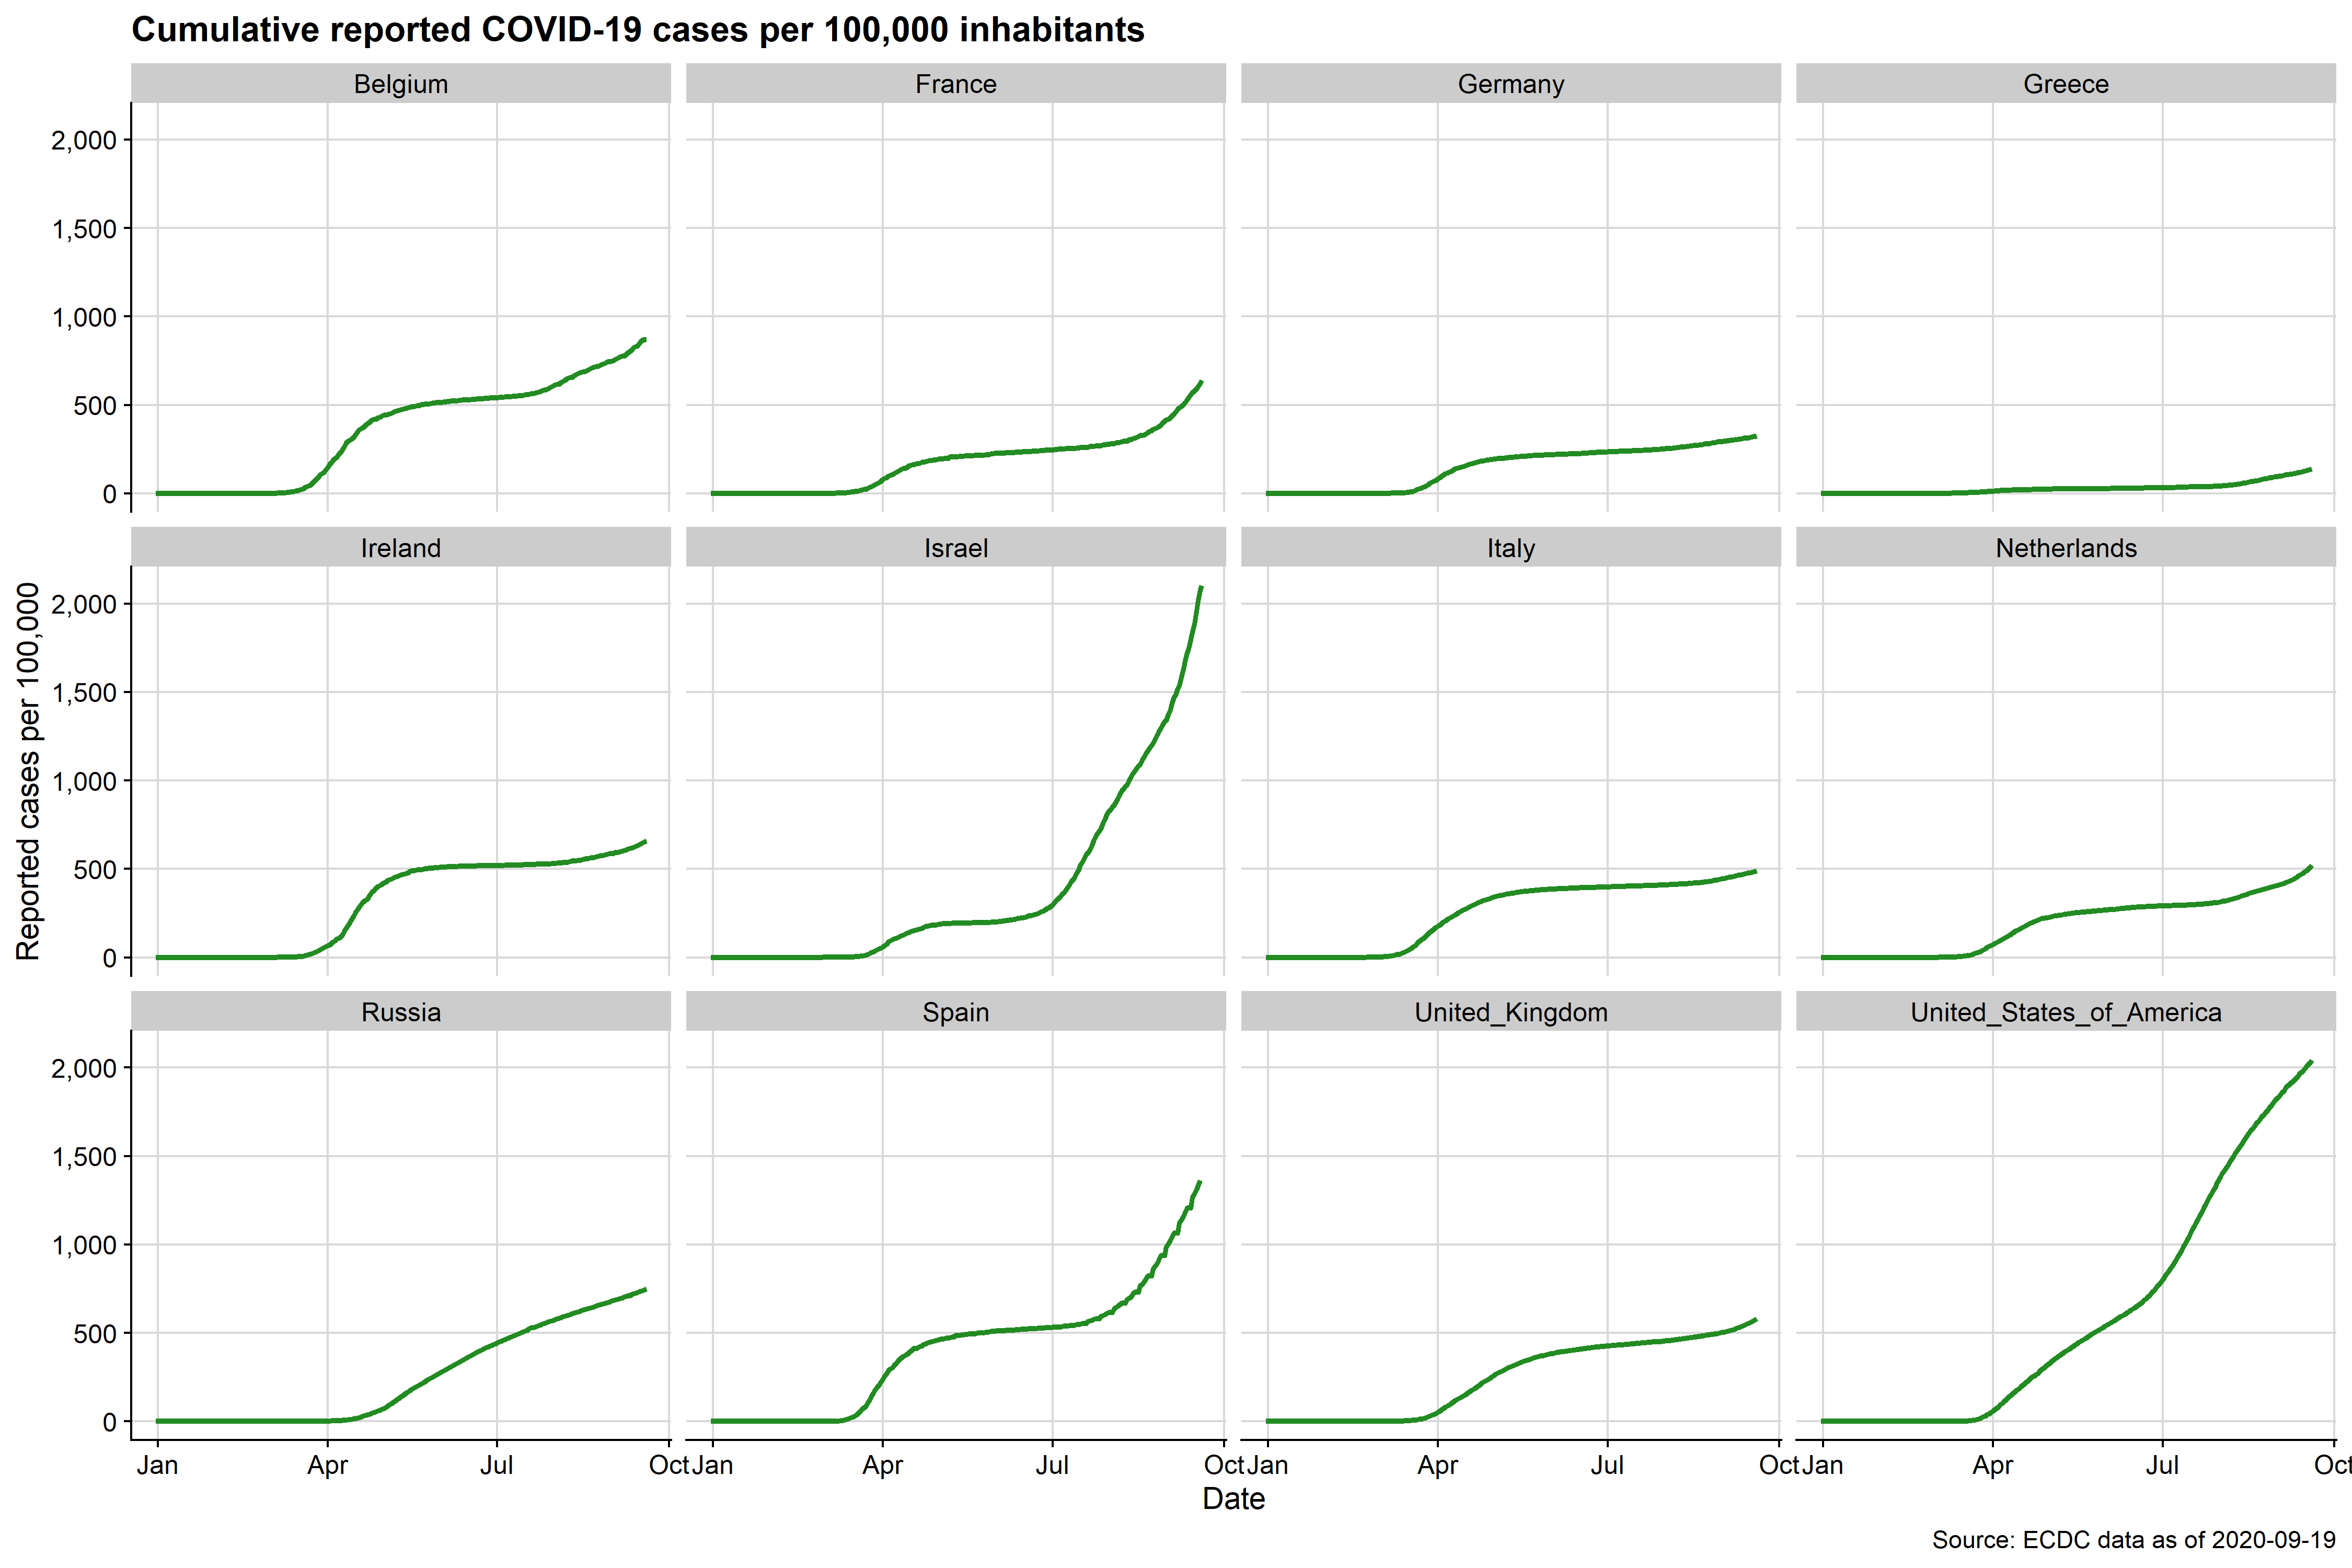 Cumulative reported COVID-19 cases per 100,000 inhabitants
Belgium France Germany Greece
2,000
1,500
1,000
500
0
Ireland Israel Italy Netherlands
Reported cases per 100,000
2,000
1,500
1,000
500
0
Russia Spain United_Kingdom United_States_of_America
2,000
1,500
1,000
500
0
Jan Apr Jul Oct Jan Apr Jul Oct Jan Apr Jul Oct Jan Apr Jul Oct
Date
Source: ECDC data as of 2020-09-19